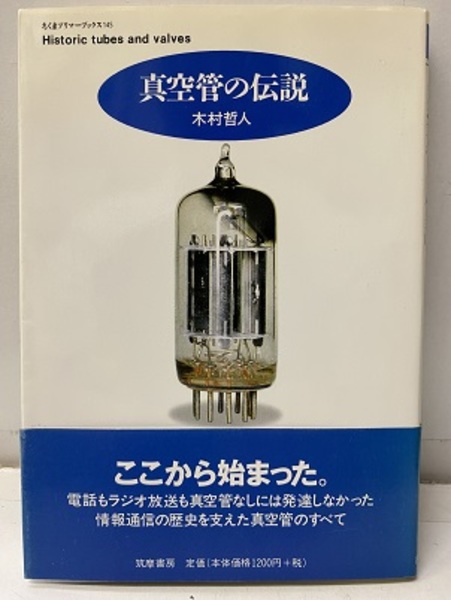 ちくまプリマーブックス145
Historic tubes and valves
真空管の伝説
木村哲人
ここから始まった。
電話もラジオ放送も真空管なしには発達しなかった
情報通信の歴史を支えた真空管のすべて
筑摩書房 定価(本体価格1200円+税)